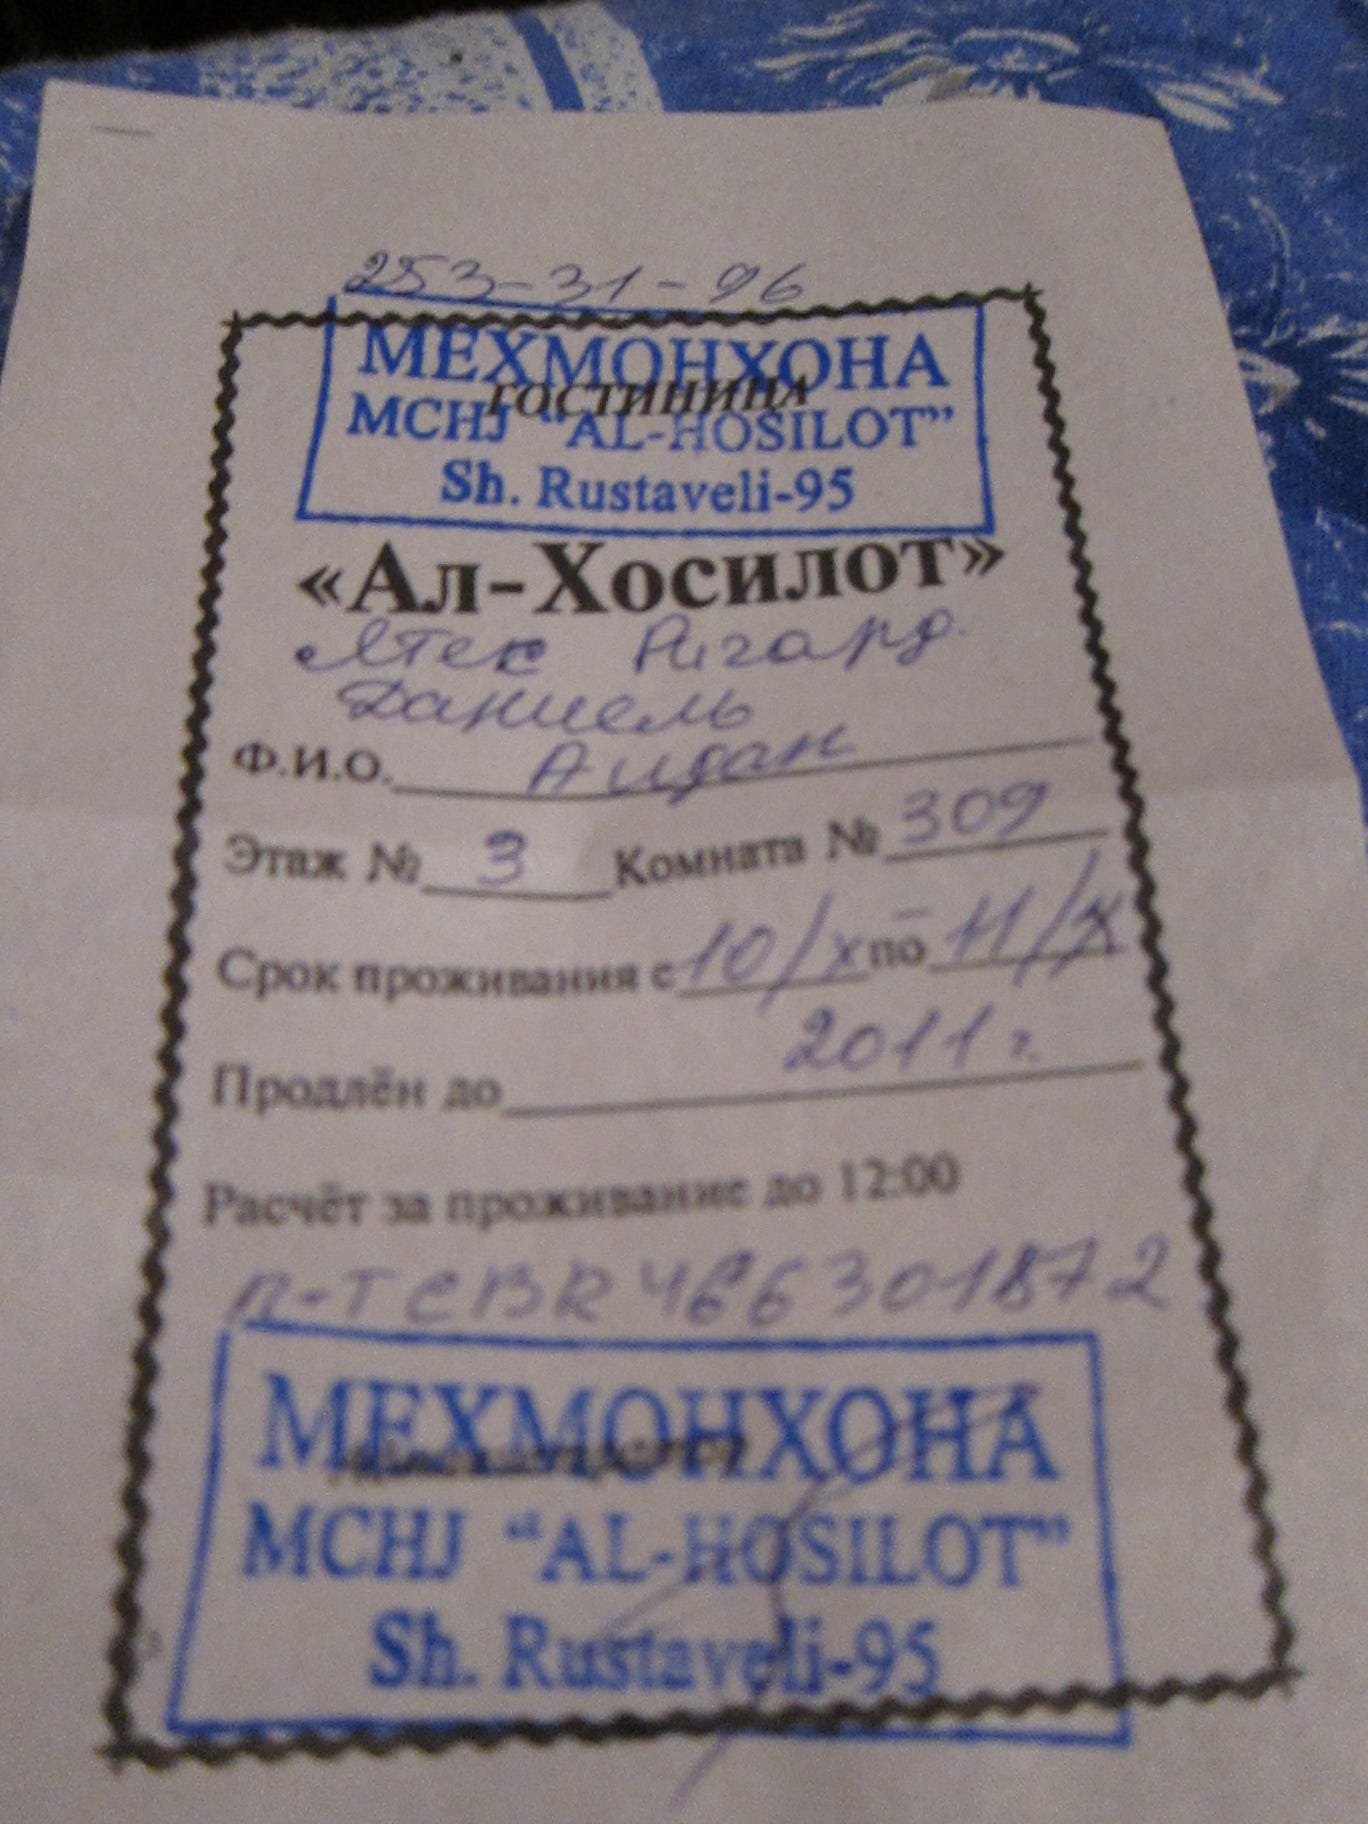 253-31-96
МЕХМОНХОНА
ГОСТИНИЦА
MCHJ "AL-HOSILOT"
Sh. Rustaveli-95
«Ал-Хосилот»
Ригард
Даниель
Ф.И.О. Аидан
Этаж № 3 Комната № 309
Срок проживания с 10/х по 11/х
2011 г.
Продлён до
Расчёт за проживание до 12:00
МЕХМОНХОНА
MCHJ "AL-HOSILOT"
Sh. Rustaveli-95